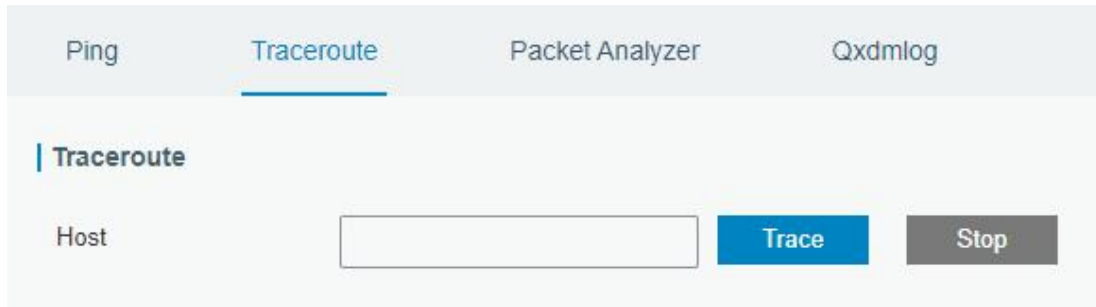 Ping Traceroute Packet Analyzer Qxdmlog
Traceroute
Host Trace Stop